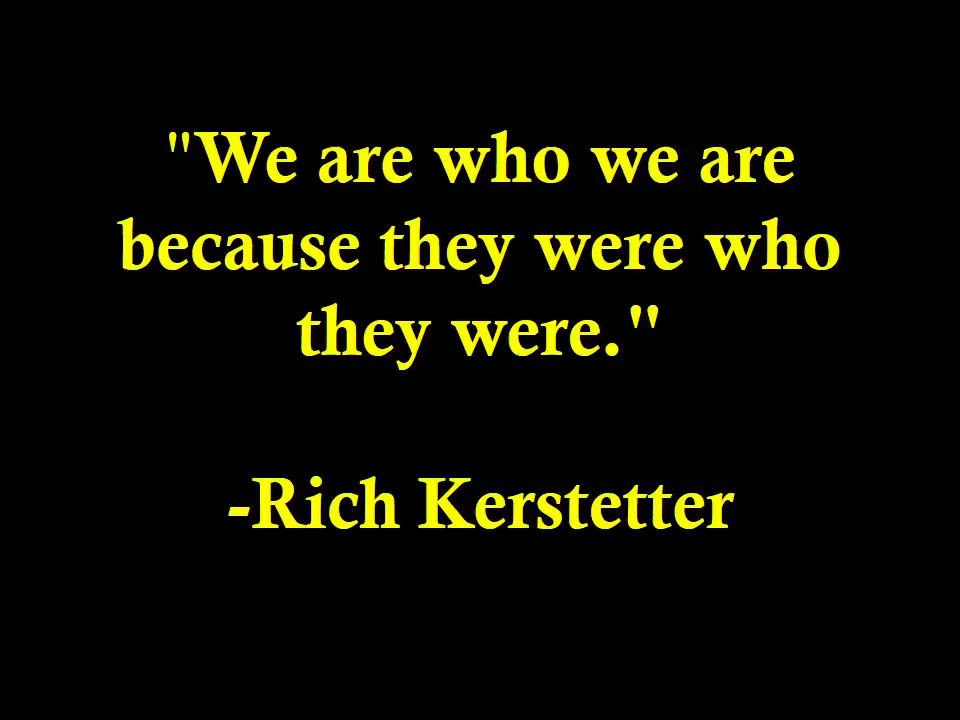 "We are who we are
because they were who
they were."
-Rich Kerstetter